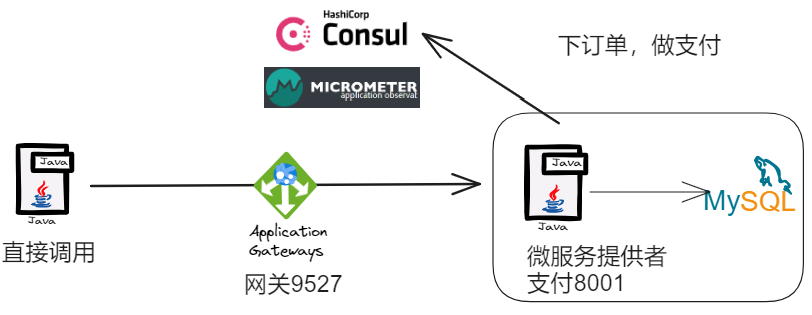 HashiCorp
Consul
下订单，做支付
MICROMETER
application observat
Java
Java
直接调用
Application
Gateways
网关9527
Java
Java
MySQL
微服务提供者
支付8001